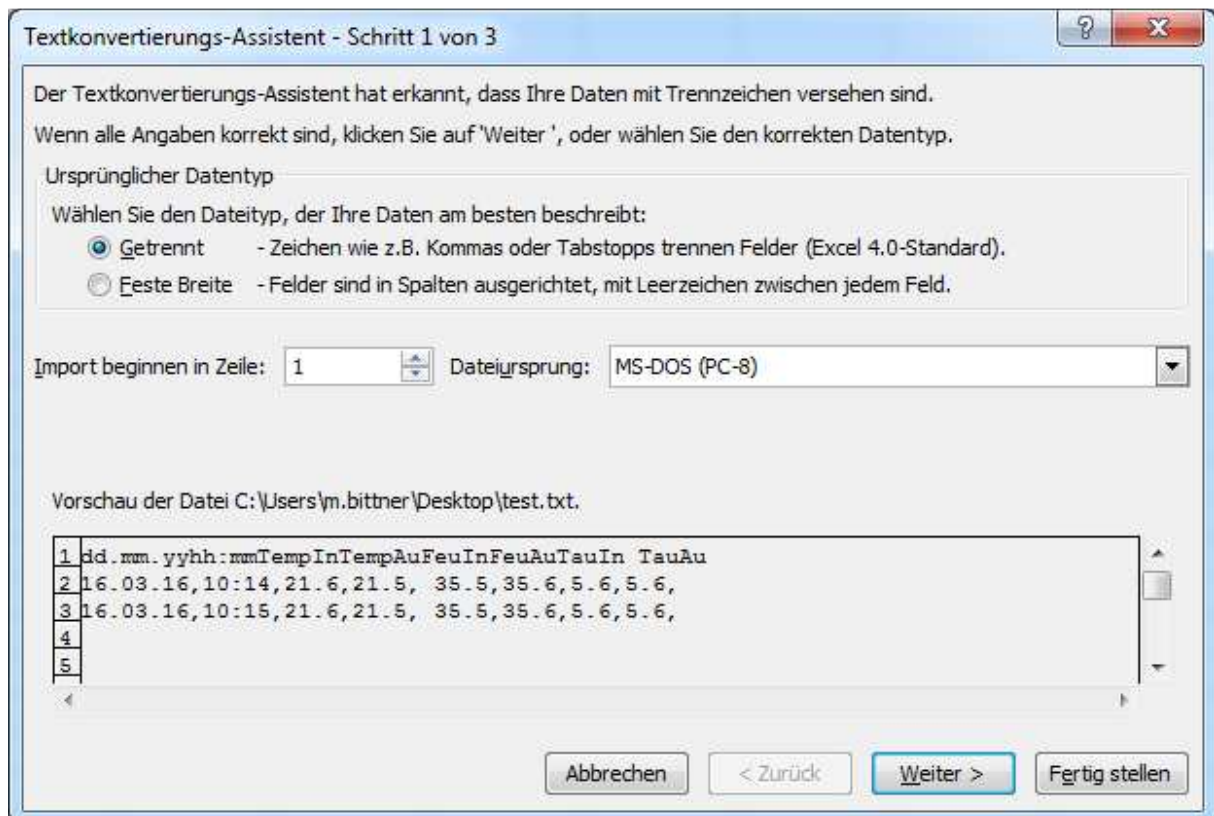 Textkonvertierungs-Assistent - Schritt 1 von 3
Der Textkonvertierungs-Assistent hat erkannt, dass Ihre Daten mit Trennzeichen versehen sind.
Wenn alle Angaben korrekt sind, klicken Sie auf 'Weiter ', oder wählen Sie den korrekten Datentyp.
Ursprünglicher Datentyp
Wählen Sie den Dateityp, der Ihre Daten am besten beschreibt:
Getrennt - Zeichen wie z.B. Kommas oder Tabstopps trennen Felder (Excel 4.0-Standard).
Feste Breite - Felder sind in Spalten ausgerichtet, mit Leerzeichen zwischen jedem Feld.
Import beginnen in Zeile: 1 Dateiursprung: MS-DOS (PC-8)
Vorschau der Datei C:\Users\m.bittner\Desktop\test.txt.
1 dd.mm.yyhh:mmTempInTempAuFeuInFeuAuTauIn TauAu
2 16.03.16,10:14,21.6,21.5, 35.5,35.6,5.6,5.6,
3 16.03.16,10:15,21.6,21.5, 35.5,35.6,5.6,5.6,
4
5
Abbrechen < Zurück Weiter > Fertig stellen